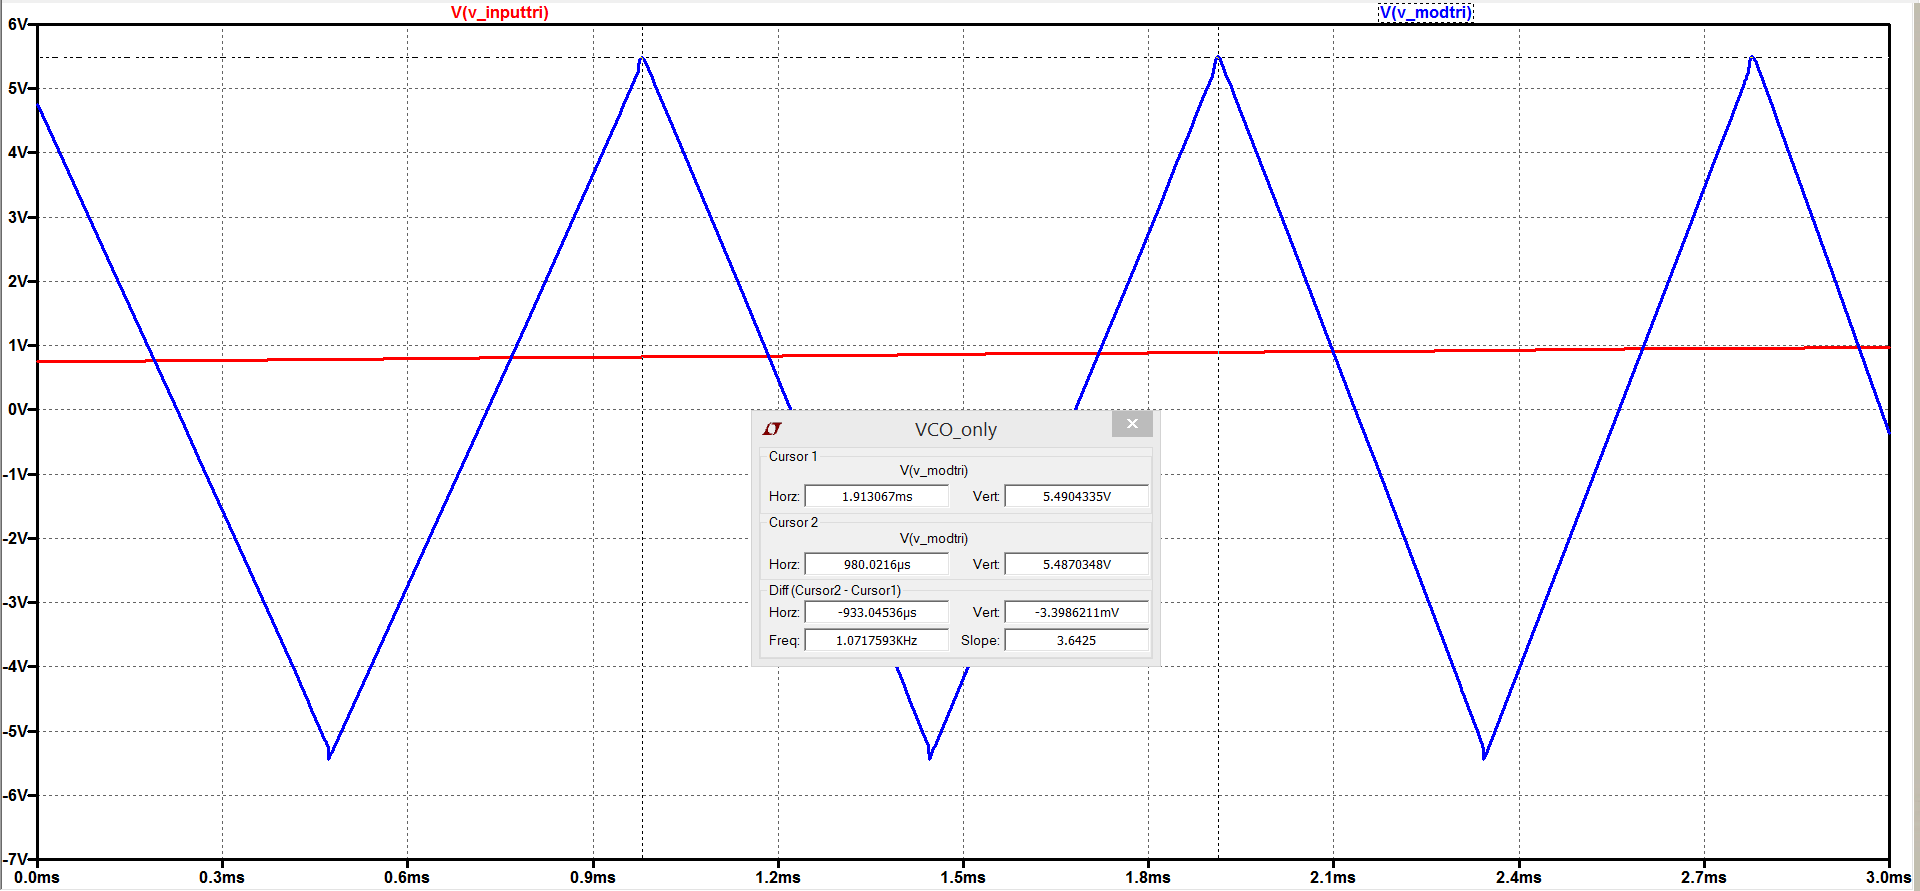 V(v_inputtri) V(v_modtri)
6V
5V
4V
3V
2V
1V
0V
-1V
-2V
-3V
-4V
-5V
-6V
-7V
0.0ms 0.3ms 0.6ms 0.9ms 1.2ms 1.5ms 1.8ms 2.1ms 2.4ms 2.7ms 3.0ms
VCO_only
Cursor 1
V(v_modtri)
Horz: 1.913067ms Vert: 5.4904335V
Cursor 2
V(v_modtri)
Horz: 980.0216µs Vert: 5.4870348V
Diff (Cursor2 - Cursor1)
Horz: -933.04536µs Vert: -3.3986211mV
Freq: 1.0717593KHz Slope: 3.6425